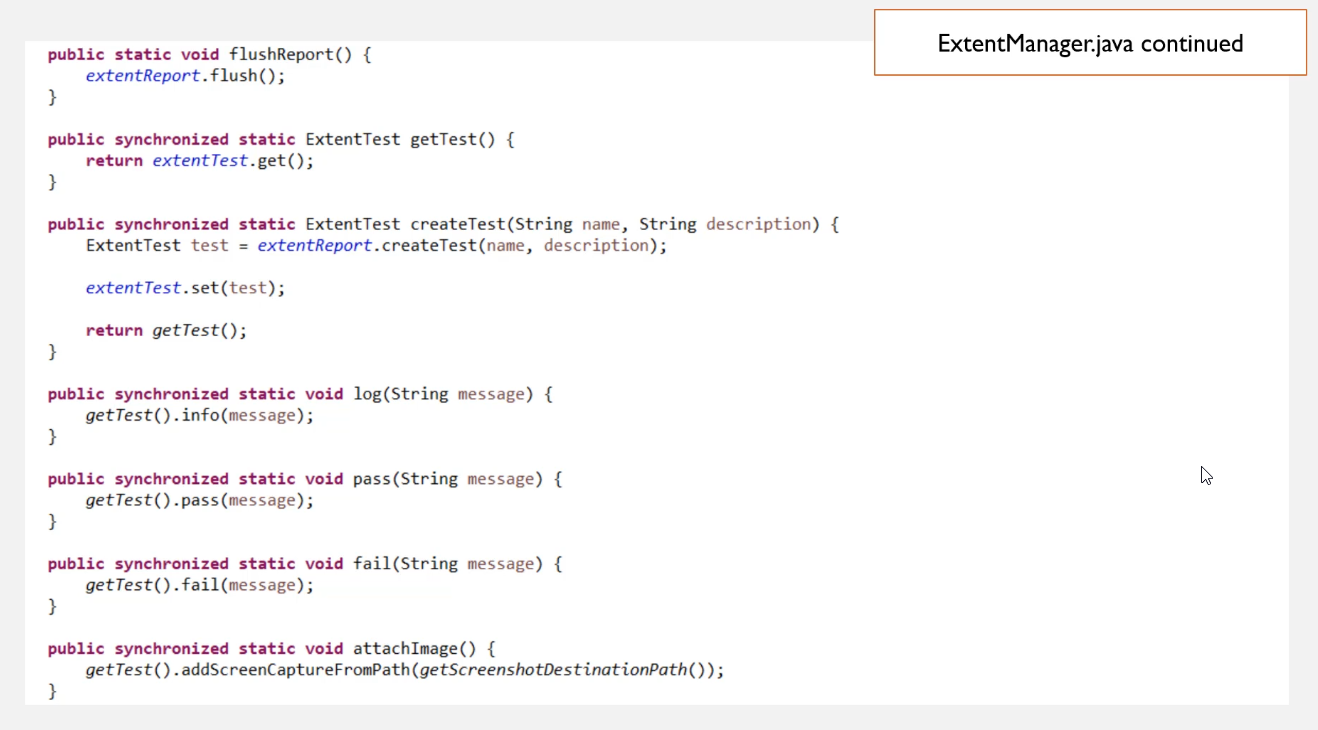 ExtentManager.java continued
public static void flushReport() {
    extentReport.flush();
}
public synchronized static ExtentTest getTest() {
    return extentTest.get();
}
public synchronized static ExtentTest createTest(String name, String description) {
    ExtentTest test = extentReport.createTest(name, description);
    extentTest.set(test);
    return getTest();
}
public synchronized static void log(String message) {
    getTest().info(message);
}
public synchronized static void pass(String message) {
    getTest().pass(message);
}
public synchronized static void fail(String message) {
    getTest().fail(message);
}
public synchronized static void attachImage() {
    getTest().addScreenCaptureFromPath(getScreenshotDestinationPath());
}